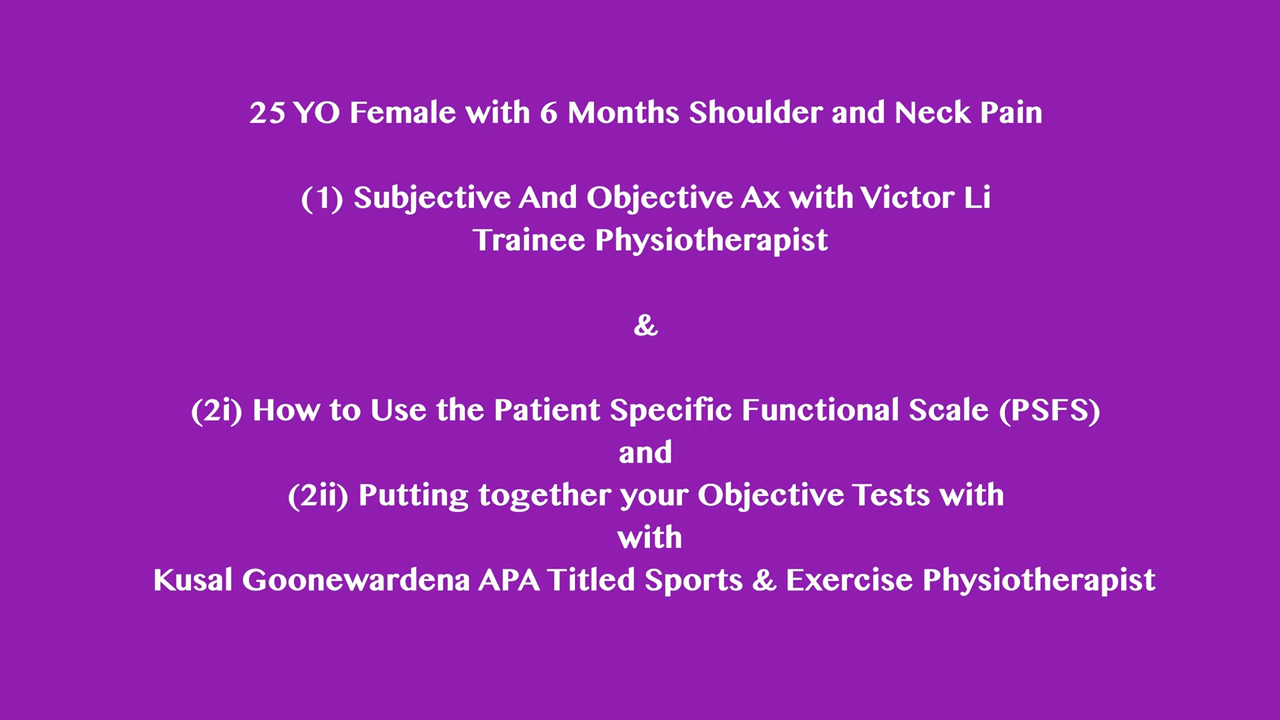 25 YO Female with 6 Months Shoulder and Neck Pain
(1) Subjective And Objective Ax with Victor Li
Trainee Physiotherapist
&
(2i) How to Use the Patient Specific Functional Scale (PSFS)
and
(2ii) Putting together your Objective Tests with
with
Kusal Goonewardena APA Titled Sports & Exercise Physiotherapist